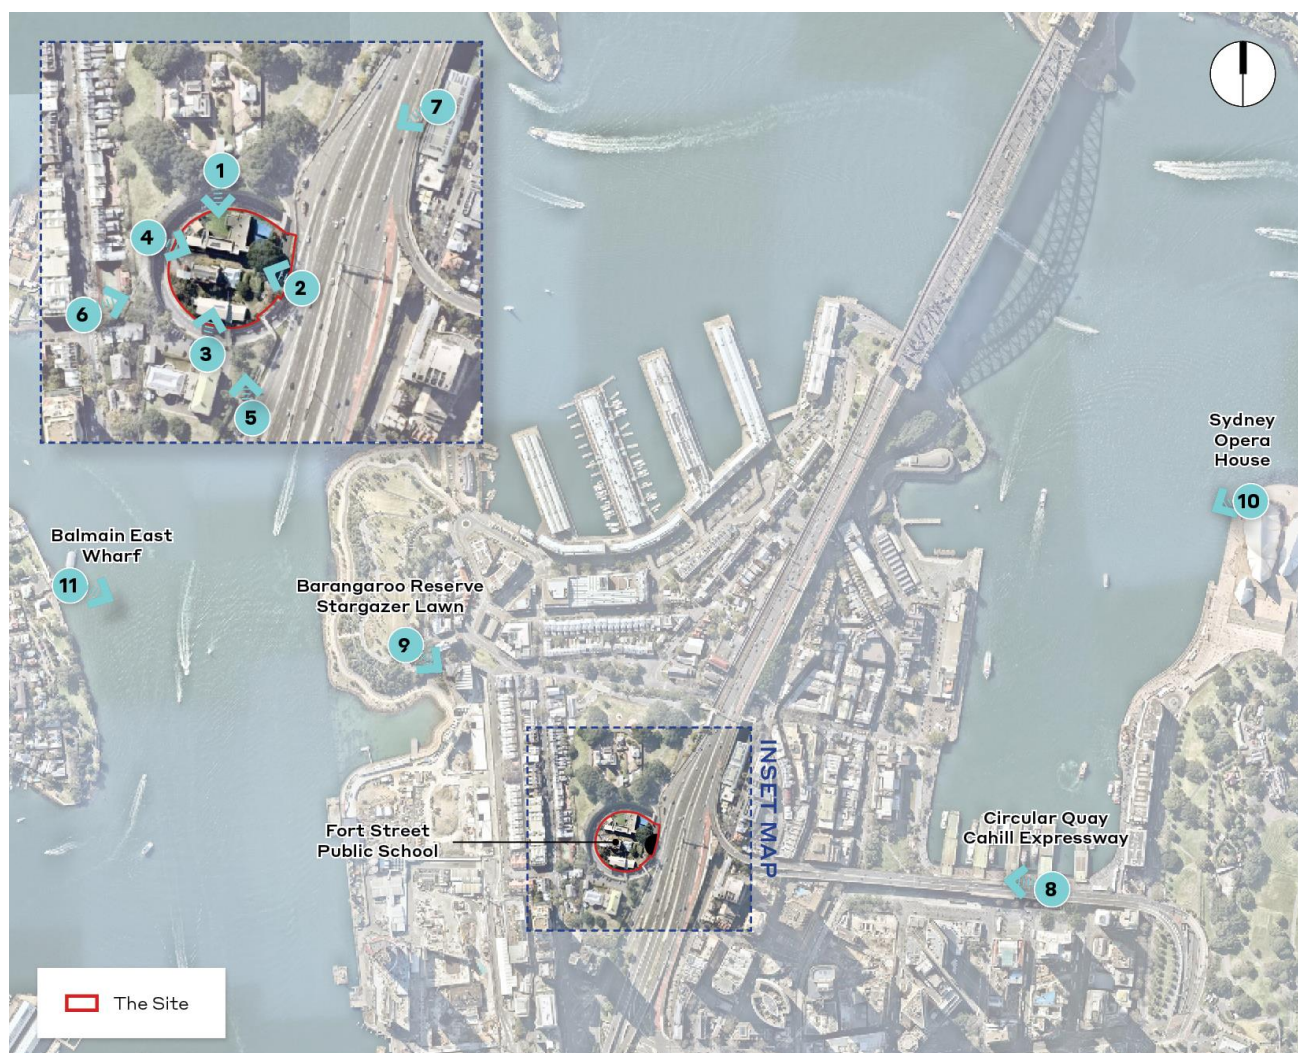 7
1
4
2
6
3
5
Sydney
Opera
House
10
Balmain East
Wharf
11
Barangaroo Reserve
Stargazer Lawn
9
INSET MAP
Fort Street
Public School
Circular Quay
Cahill Expressway
8
The Site